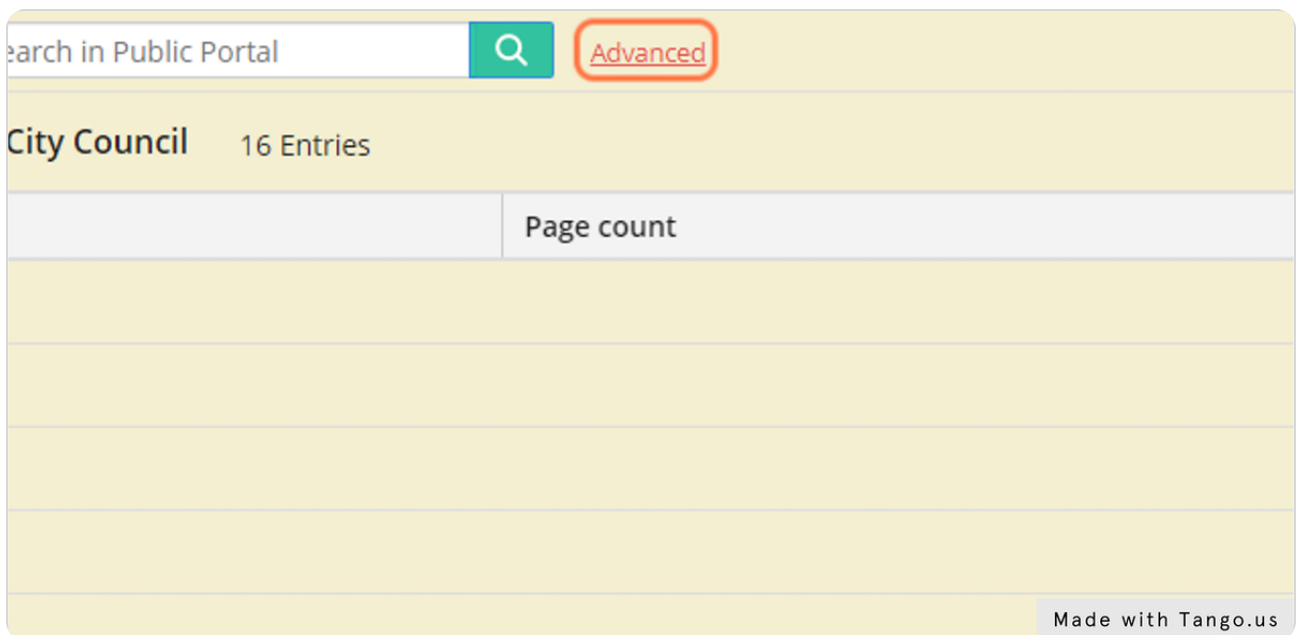 earch in Public Portal Advanced
City Council 16 Entries
Page count
Made with Tango.us